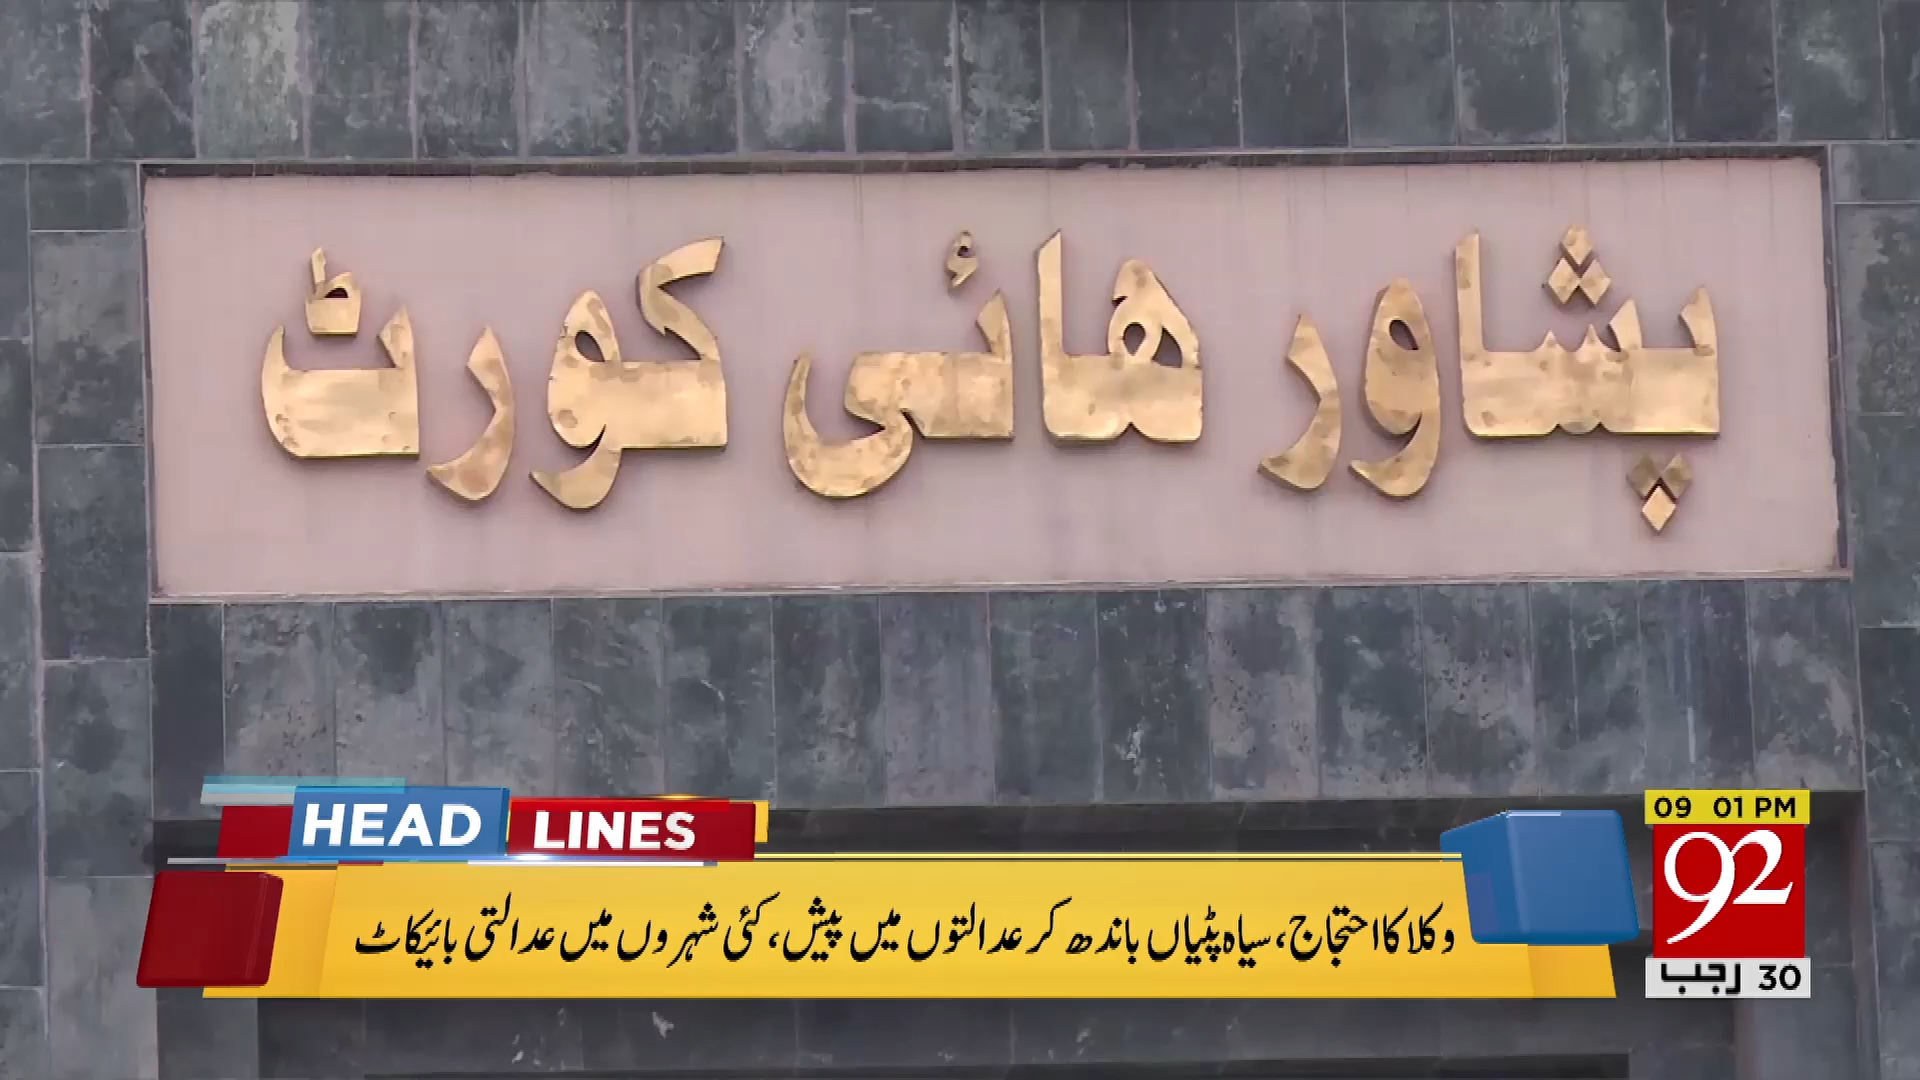 پشاور ھائی کورٹ
HEAD LINES
وکلا کا احتجاج، سیاہ پٹیاں باندھ کر عدالتوں میں پیش، کئی شہروں میں عدالتی بائیکاٹ
09 01 PM
92
30 رجب